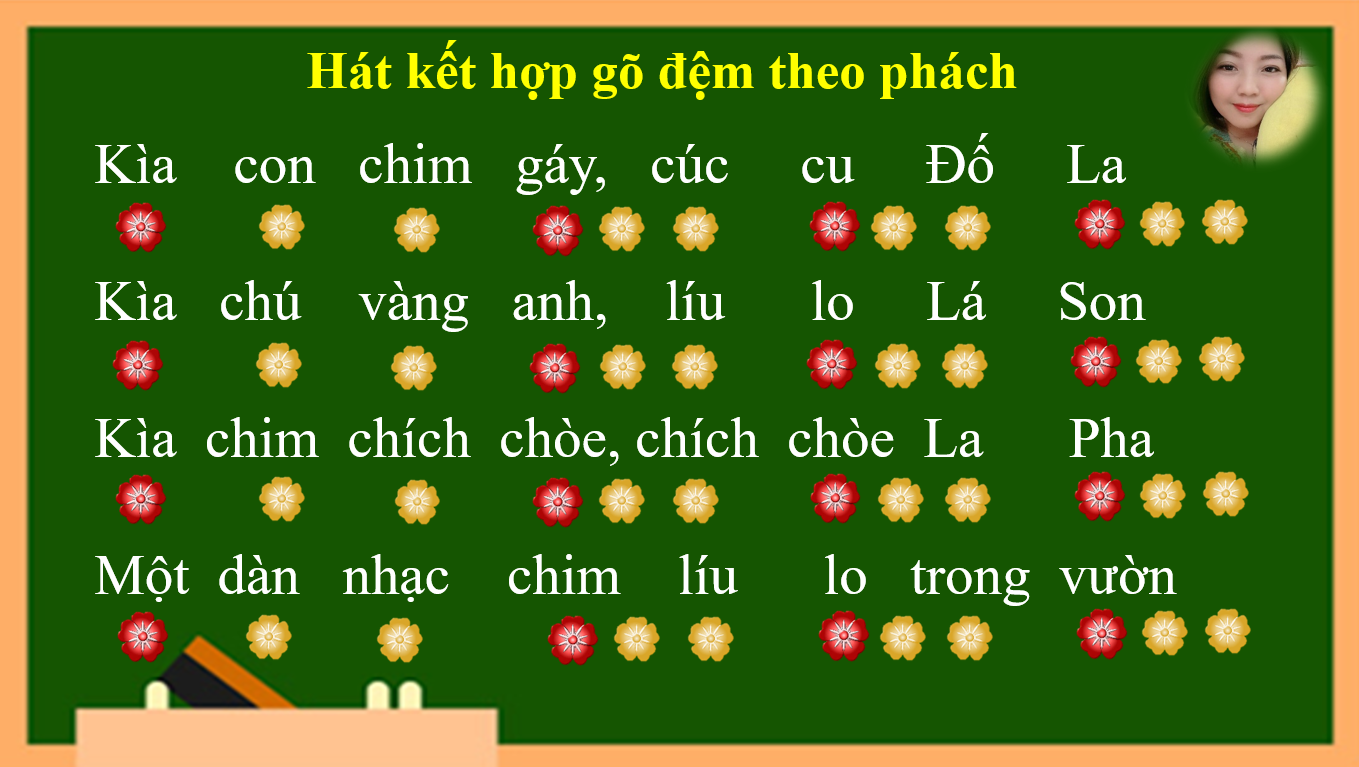 Hát kết hợp gõ đệm theo phách
Kìa con chim gáy, cúc cu Đố La
Kìa chú vàng anh, líu lo Lá Son
Kìa chim chích chòe, chích chòe La Pha
Một dàn nhạc chim líu lo trong vườn